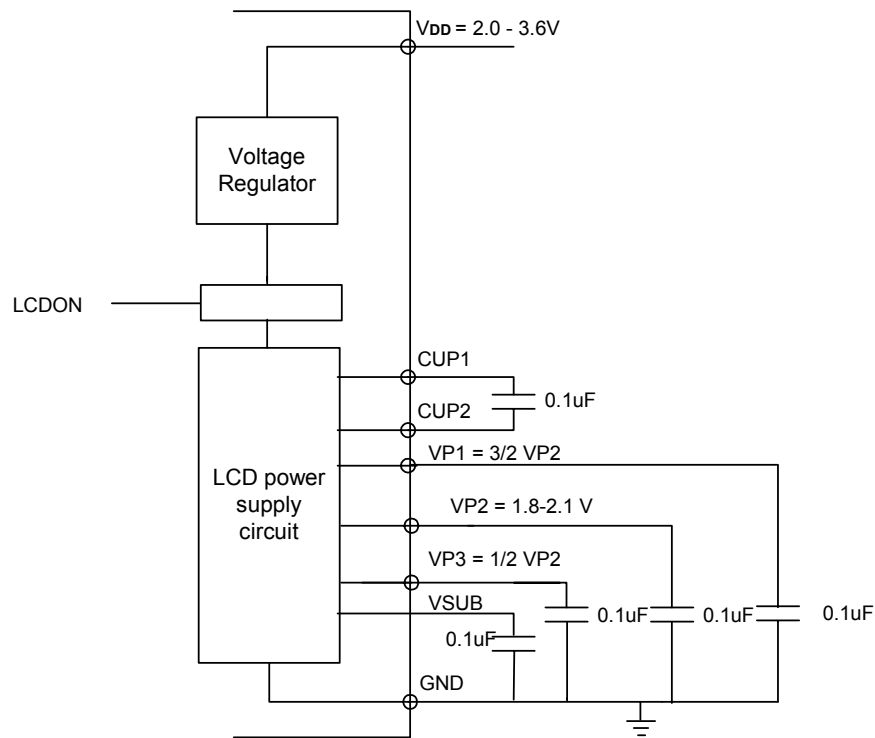 VDD = 2.0 - 3.6V
Voltage
Regulator
LCDON
CUP1
0.1uF
CUP2
VP1 = 3/2 VP2
LCD power
supply
circuit
VP2 = 1.8-2.1 V
VP3 = 1/2 VP2
VSUB
0.1uF
0.1uF
0.1uF
0.1uF
GND